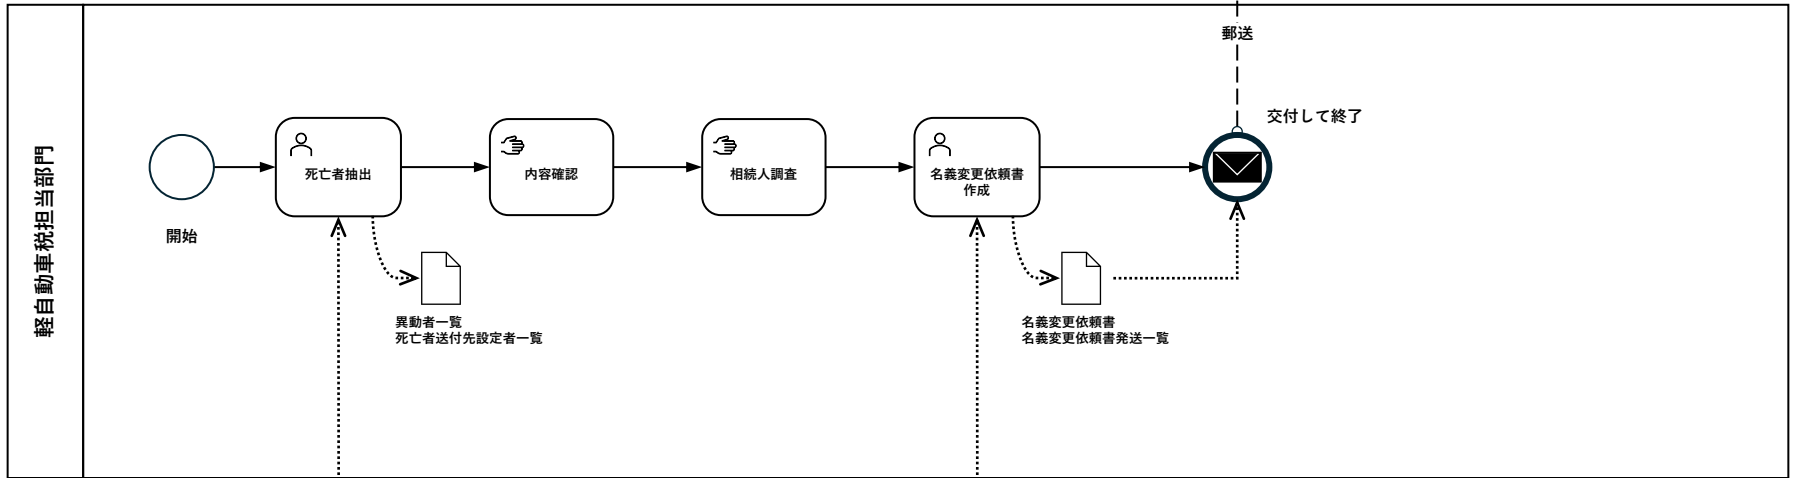 軽自動車税担当部門
郵送
交付して終了
開始
死亡者抽出
内容確認
相続人調査
名義変更依頼書
作成
異動者一覧
死亡者送付先設定者一覧
名義変更依頼書
名義変更依頼書発送一覧